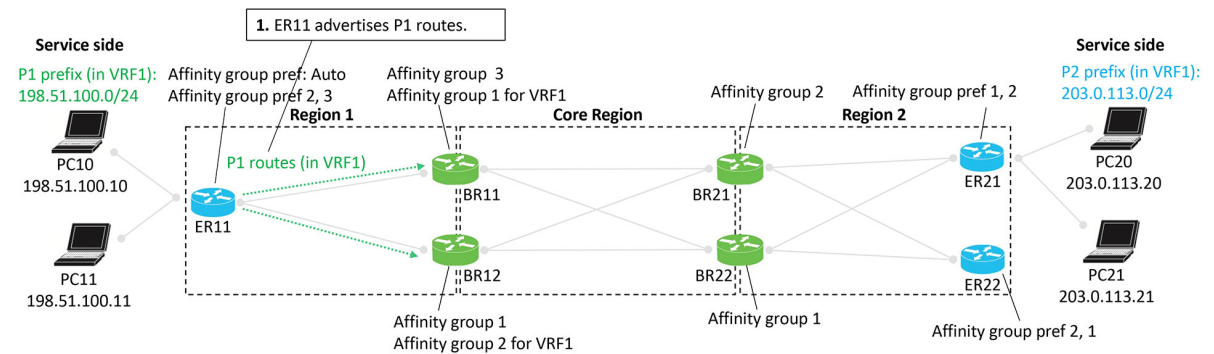 1. ER11 advertises P1 routes.
Service side
P1 prefix (in VRF1):
198.51.100.0/24
PC10
198.51.100.10
PC11
198.51.100.11
Affinity group pref: Auto
Affinity group pref 2, 3
Region 1
P1 routes (in VRF1)
ER11
Affinity group  3
Affinity group 1 for VRF1
BR11
BR12
Affinity group 1
Affinity group 2 for VRF1
Core Region
Affinity group 2
BR21
BR22
Affinity group 1
Region 2
Affinity group pref 1, 2
ER21
ER22
Affinity group pref 2, 1
Service side
P2 prefix (in VRF1):
203.0.113.0/24
PC20
203.0.113.20
PC21
203.0.113.21